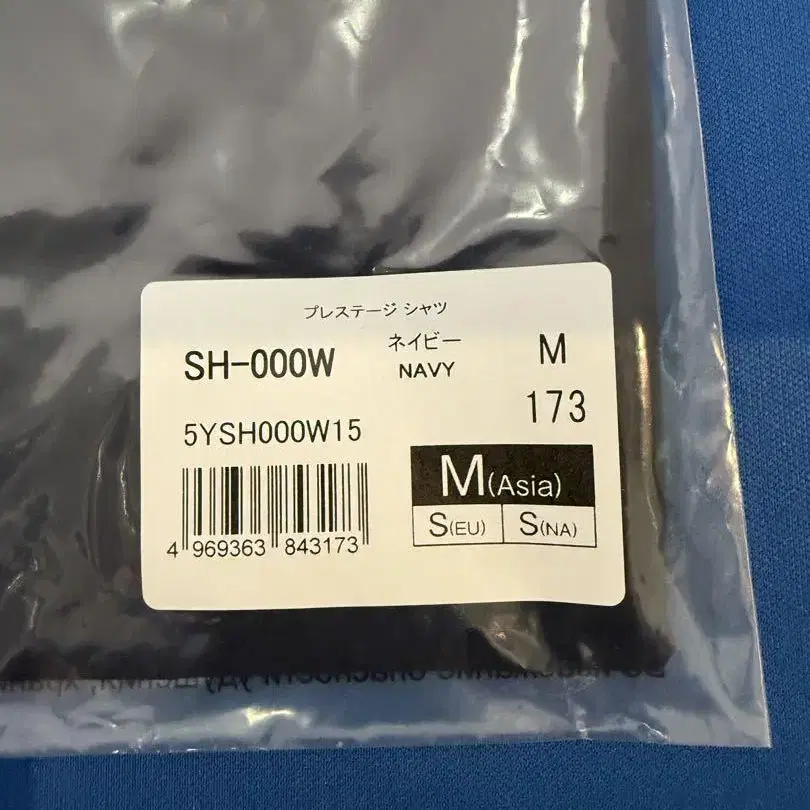 プレステージ シャツ
SH-000W ネイビー M
NAVY
173
5YSH000W15
M(Asia)
S(EU) S(NA)
4 969363 843173